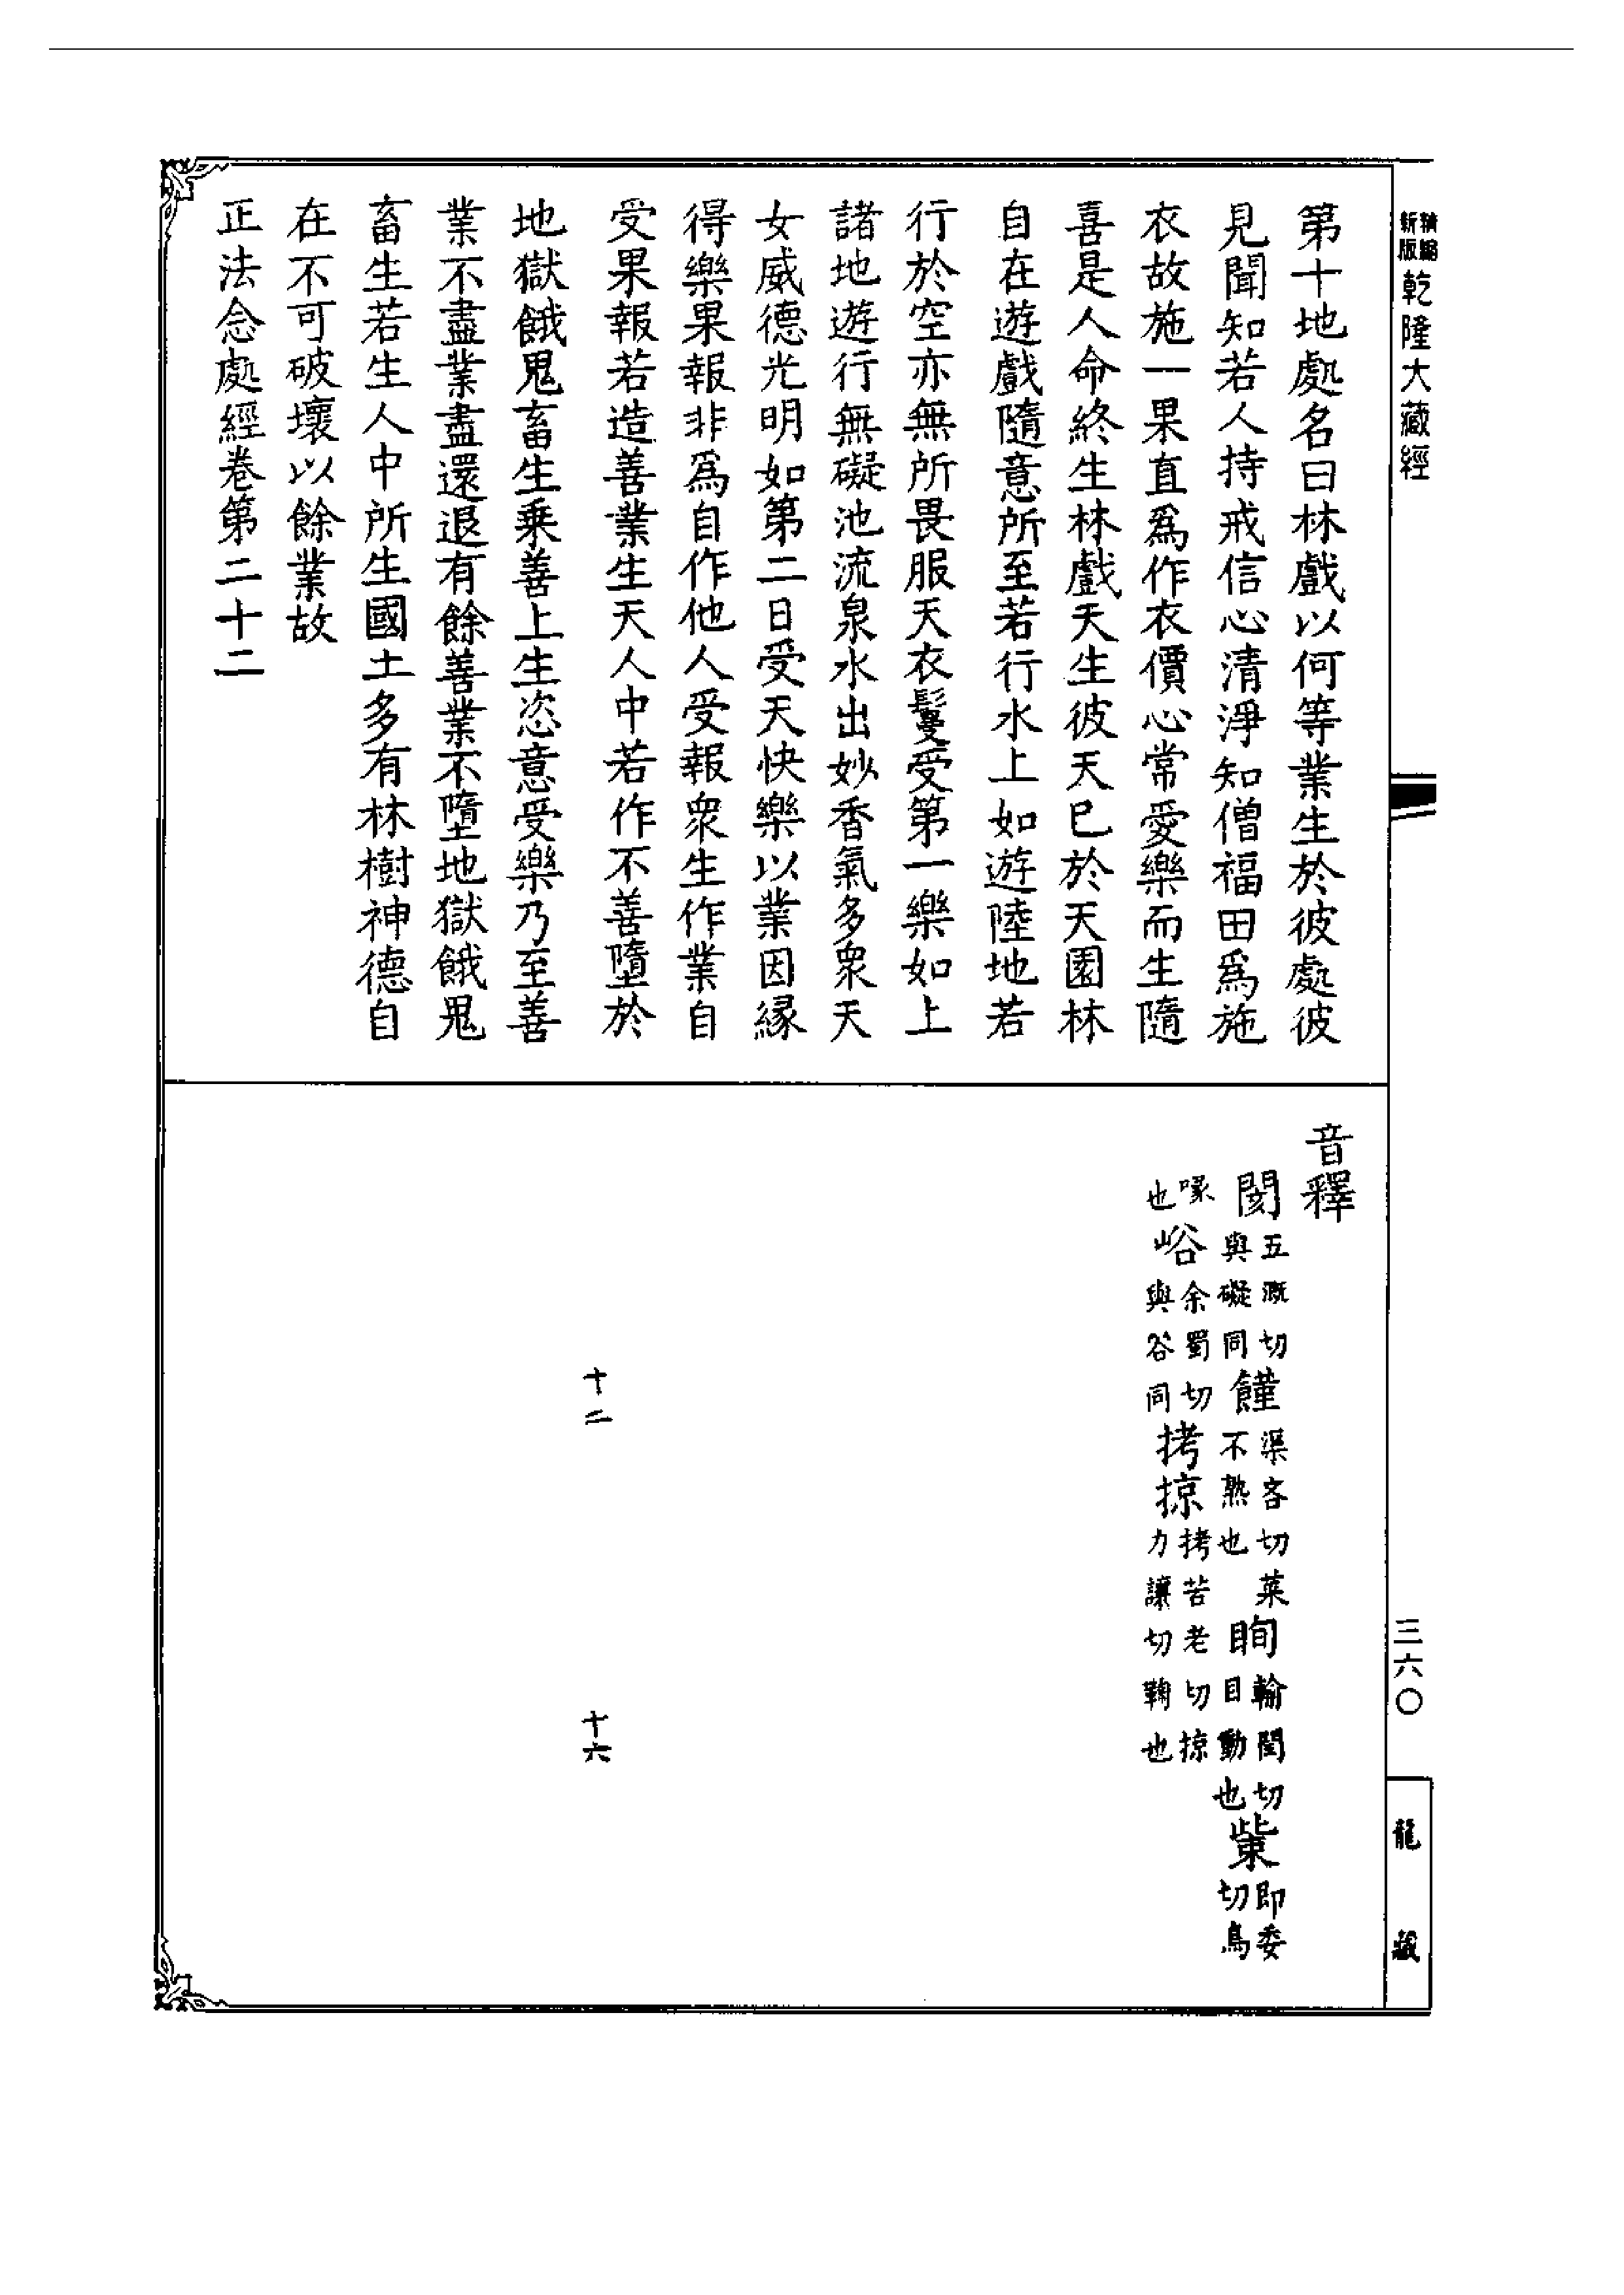 新版精縮乾隆大藏經
第十地處名曰林戲以何等業生於彼處彼
見聞知若人持戒信心清淨知僧福田爲施
衣故施一果直爲作衣價心常愛樂而生隨
喜是人命終生林戲天生彼天已於天園林
自在遊戲隨意所至若行水上如遊陸地若
行於空亦無所畏服天衣鬘受第一樂如上
諸地遊行無礙池流泉水出妙香氣多衆天
女威德光明如第二日受天快樂以業因緣
得樂果報非爲自作他人受報衆生作業自
受果報若造善業生天人中若作不善墮於
地獄餓鬼畜生乘善上生恣意受樂乃至善
業不盡業盡還退有餘善業不墮地獄餓鬼
畜生若生人中所生國土多有林樹神德自
在不可破壞以餘業故
正法念處經卷第二十二
音釋
閡五漑切與礙同饉渠吝切菜不熟也眴輸閏切目動也㭰即委切鳥
喙也峪余蜀切與谷同拷掠拷苦老切掠力讓切鞠也
十二
十六
三六〇
龍藏